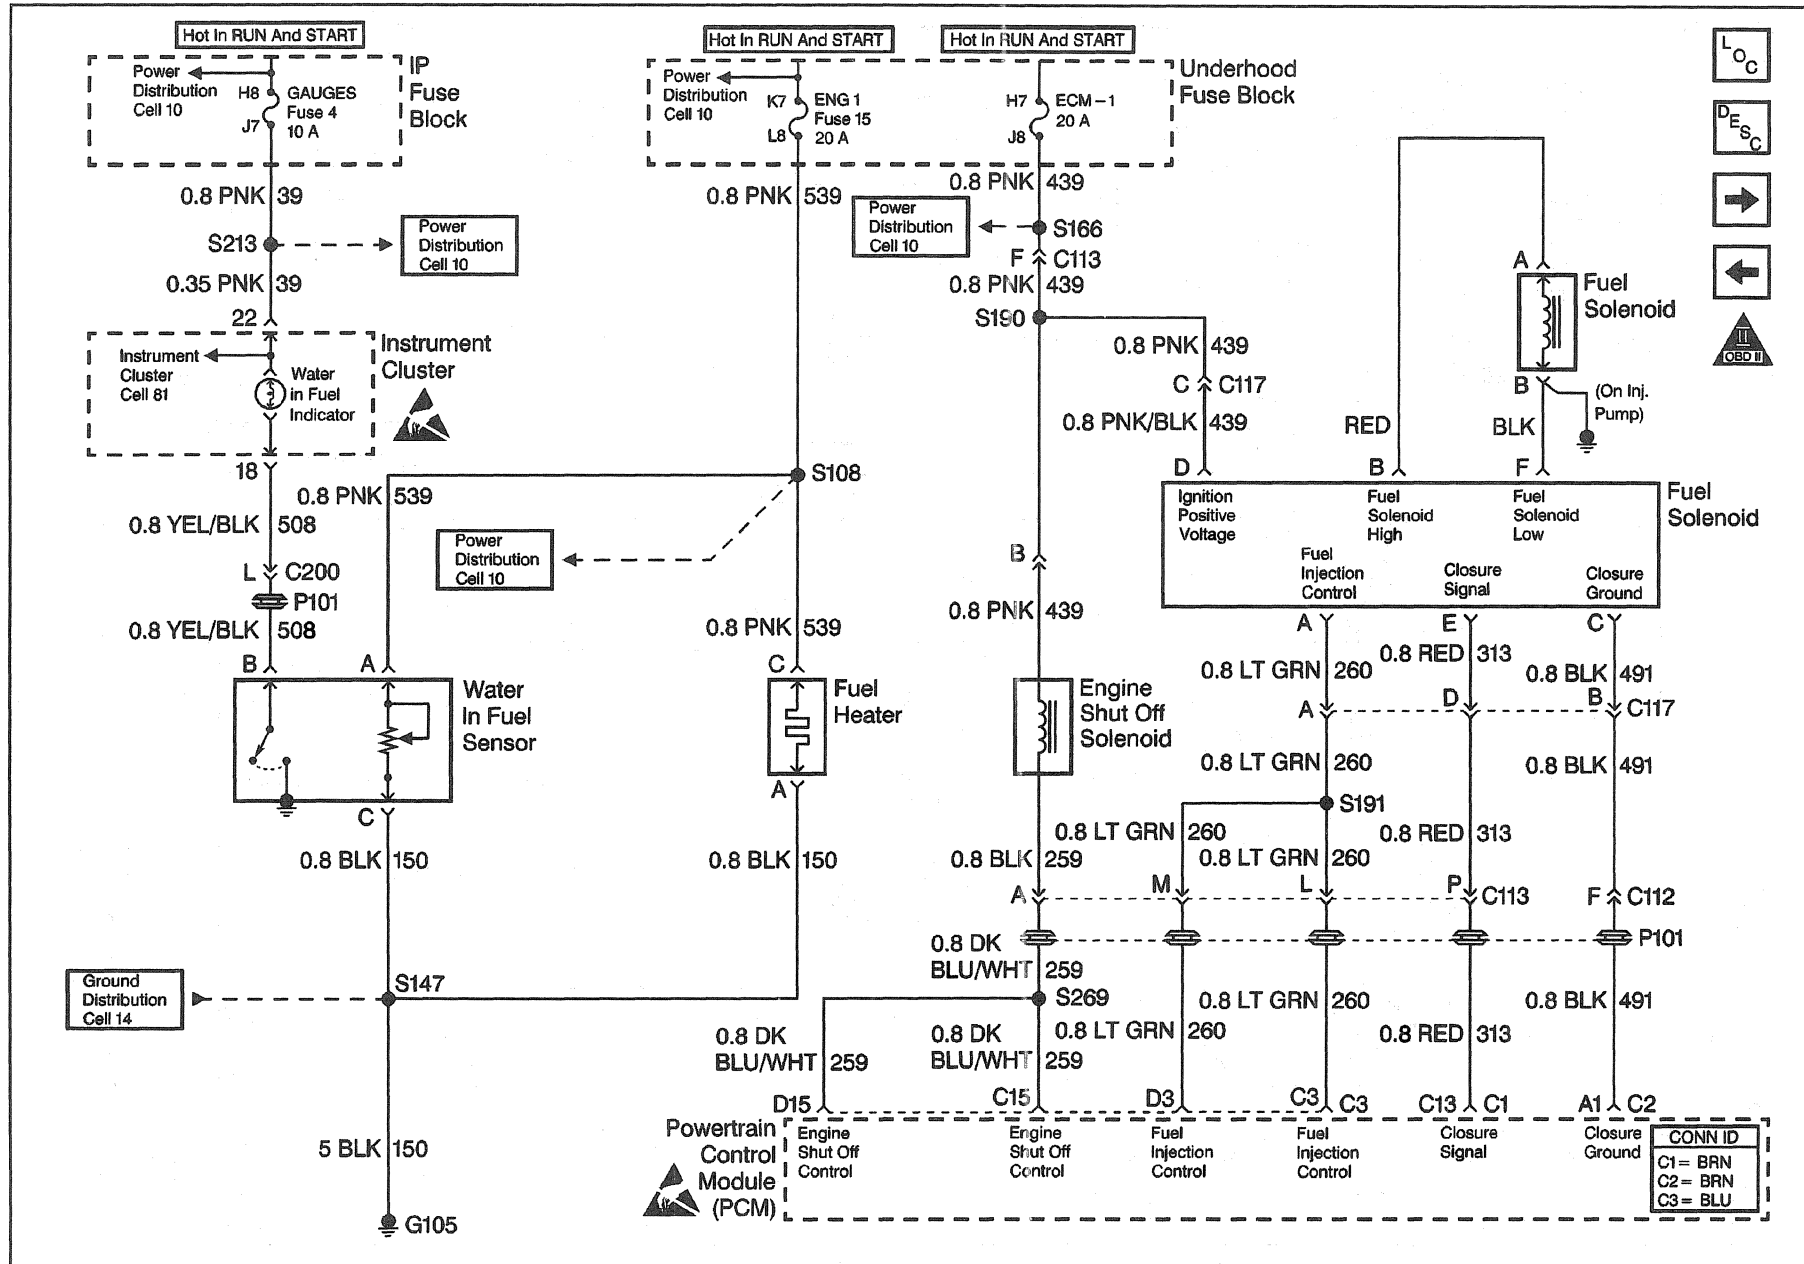 Hot In RUN And START
Hot In RUN And START
Hot In RUN And START
L
O
C
D
E
S
C
II
OBD II
Power
Distribution
Cell 10
H8
J7
GAUGES
Fuse 4
10 A
IP
Fuse
Block
Power
Distribution
Cell 10
K7
L8
ENG 1
Fuse 15
20 A
H7
J8
ECM-1
20 A
Underhood
Fuse Block
0.8 PNK 39
S213
Power
Distribution
Cell 10
0.35 PNK 39
22
Instrument
Cluster
Cell 81
Water
in Fuel
Indicator
Instrument
Cluster
18
0.8 YEL/BLK 508
L C200
P101
0.8 YEL/BLK 508
B
A
Water
In Fuel
Sensor
C
0.8 BLK 150
Ground
Distribution
Cell 14
S147
5 BLK 150
G105
0.8 PNK 539
S108
0.8 PNK 539
Power
Distribution
Cell 10
0.8 PNK 539
C
Fuel
Heater
A
0.8 BLK 150
0.8 PNK 439
Power
Distribution
Cell 10
S166
F C113
0.8 PNK 439
S190
0.8 PNK 439
C C117
0.8 PNK/BLK 439
D
B
0.8 PNK 439
Engine
Shut Off
Solenoid
0.8 BLK 259
A
0.8 DK
BLU/WHT 259
S269
0.8 DK
BLU/WHT 259
0.8 DK
BLU/WHT 259
A
Fuel
Solenoid
B
(On Inj.
Pump)
RED
BLK
B
F
Ignition
Positive
Voltage
Fuel
Solenoid
High
Fuel
Solenoid
Low
Fuel
Solenoid
Fuel
Injection
Control
Closure
Signal
Closure
Ground
A
E
C
0.8 LT GRN 260
0.8 RED 313
0.8 BLK 491
A
D
B C117
0.8 LT GRN 260
0.8 BLK 491
S191
0.8 LT GRN 260
0.8 LT GRN 260
0.8 RED 313
M
L
P C113
F C112
P101
0.8 LT GRN 260
0.8 LT GRN 260
0.8 RED 313
0.8 BLK 491
D15
C15
D3
C3 C3
C13 C1
A1 C2
Powertrain
Control
Module
(PCM)
Engine
Shut Off
Control
Engine
Shut Off
Control
Fuel
Injection
Control
Fuel
Injection
Control
Closure
Signal
Closure
Ground
CONN ID
C1= BRN
C2= BRN
C3= BLU